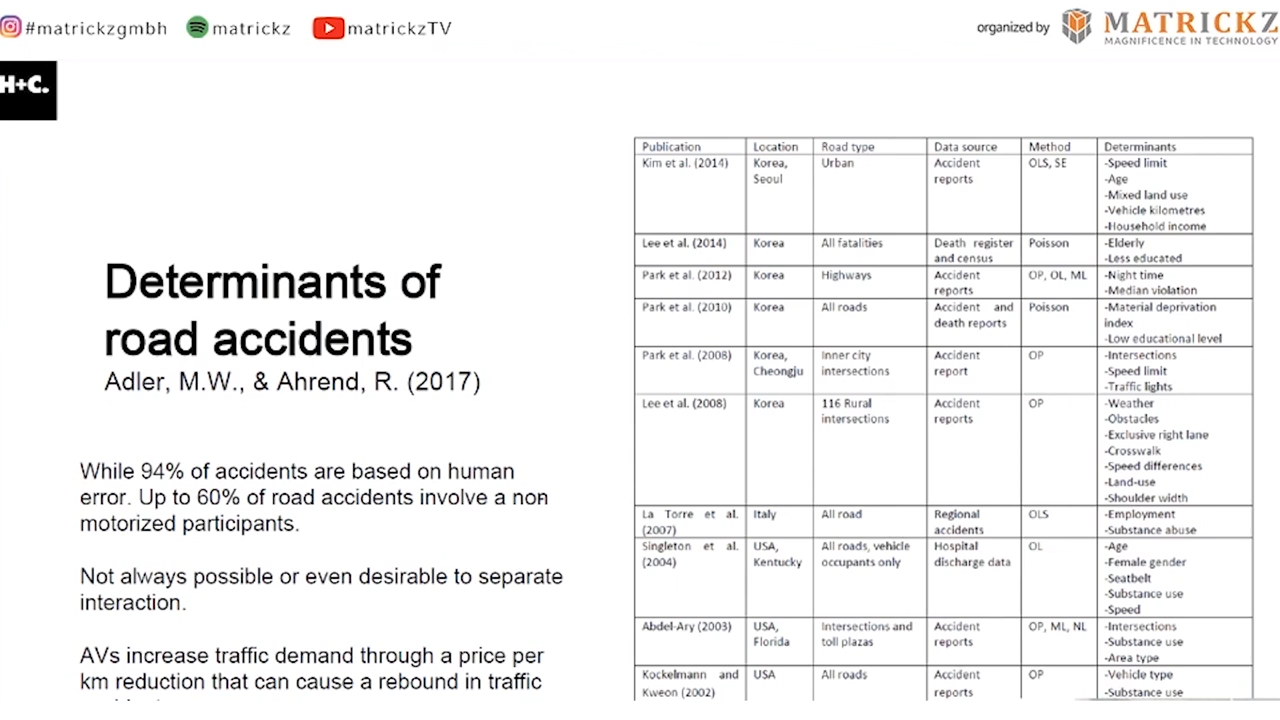 #matrickzgmbh matrickz matrickzTV
organized by MATRICKZ
MAGNIFICENCE IN TECHNOLOGY
H+C.
Determinants of
road accidents
Adler, M.W., & Ahrend, R. (2017)
While 94% of accidents are based on human
error. Up to 60% of road accidents involve a non
motorized participants.
Not always possible or even desirable to separate
interaction.
AVs increase traffic demand through a price per
km reduction that can cause a rebound in traffic
Publication Location Road type Data source Method Determinants
Kim et al. (2014) Korea, Urban Accident OLS, SE -Speed limit
Seoul reports -Age
-Mixed land use
-Vehicle kilometres
-Household income
Lee et al. (2014) Korea All fatalities Death register Poisson -Elderly
and census -Less educated
Park et al. (2012) Korea Highways Accident OP, OL, ML -Night time
reports -Median violation
Park et al. (2010) Korea All roads Accident and Poisson -Material deprivation
death reports index
-Low educational level
Park et al. (2008) Korea, Inner city Accident OP -Intersections
Cheongju intersections report -Speed limit
-Traffic lights
Lee et al. (2008) Korea 116 Rural Accident OP -Weather
intersections reports -Obstacles
-Exclusive right lane
-Crosswalk
-Speed differences
-Land-use
-Shoulder width
La Torre et al. Italy All road Regional OLS -Employment
(2007) accidents -Substance abuse
Singleton et al. USA, All roads, vehicle Hospital OL -Age
(2004) Kentucky occupants only discharge data -Female gender
-Seatbelt
-Substance use
-Speed
Abdel-Ary (2003) USA, Intersections and Accident OP, ML, NL -Intersections
Florida toll plazas reports -Substance use
-Area type
Kockelmann and USA All roads Accident OP -Vehicle type
Kweon (2002) reports -Substance use